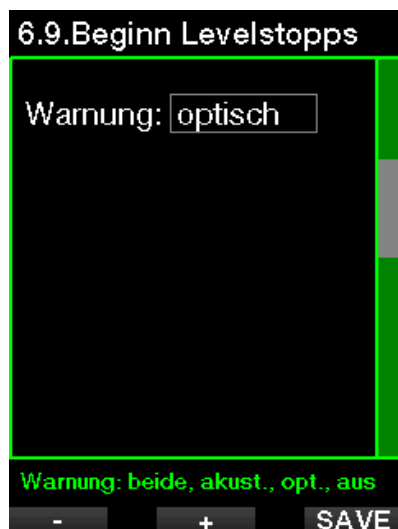 6.9.Beginn Levelstopps
Warnung: optisch
Warnung: beide, akust., opt., aus
- + SAVE